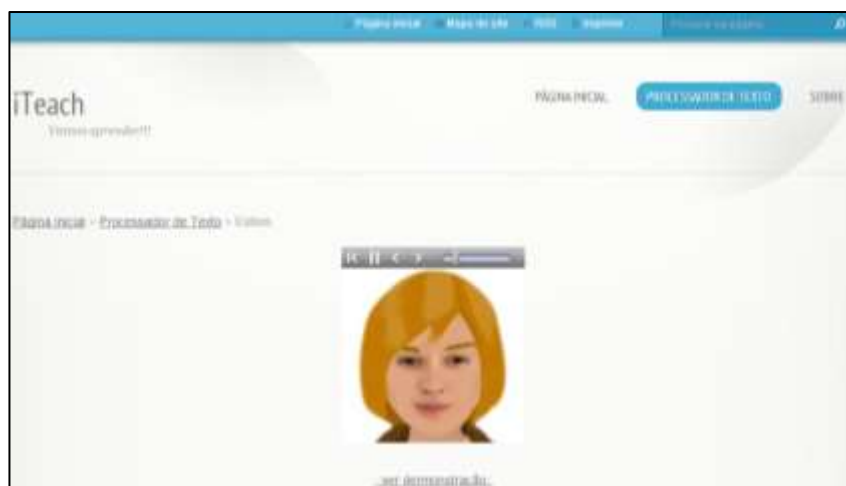 Página inicial Mapa do site RSS Imprimir
iTeach
Vamos aprender!!!
PÁGINA INICIAL PROCESSADOR DE TEXTO SOBRE
Página inicial > Processador de Texto >
ver demonstração